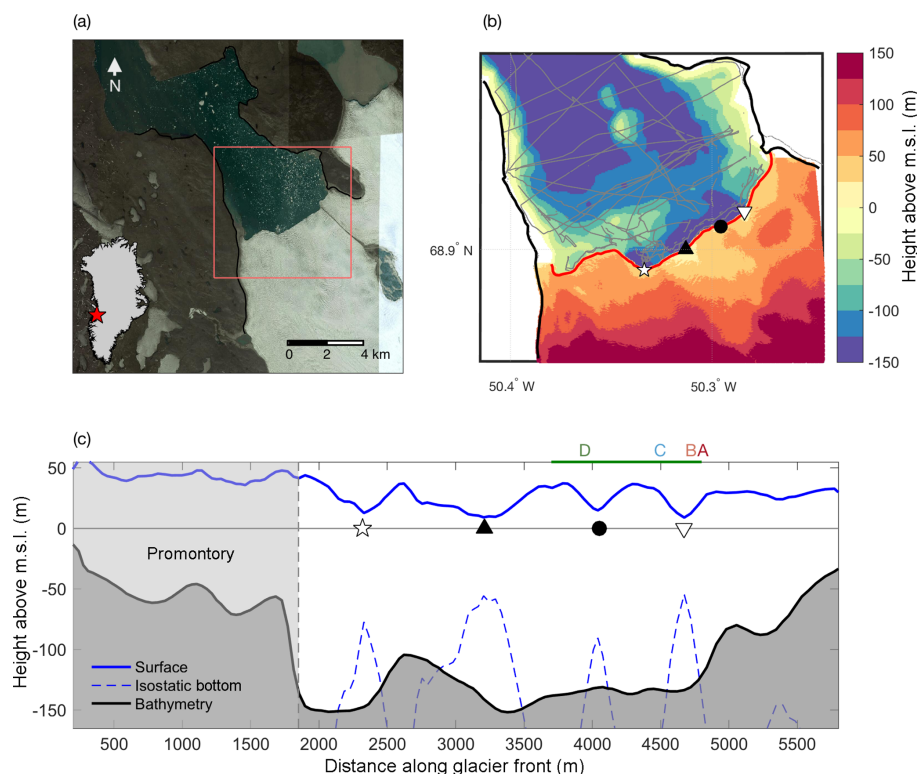 (a)
N
0 2 4 km
(b)
68.9° N
50.4° W 50.3° W
150
100
50
0
-50
-100
-150
Height above m.s.l. (m)
(c)
D C B A
50
0
-50
-100
-150
Height above m.s.l. (m)
Promontory
Surface
Isostatic bottom
Bathymetry
500 1000 1500 2000 2500 3000 3500 4000 4500 5000 5500
Distance along glacier front (m)